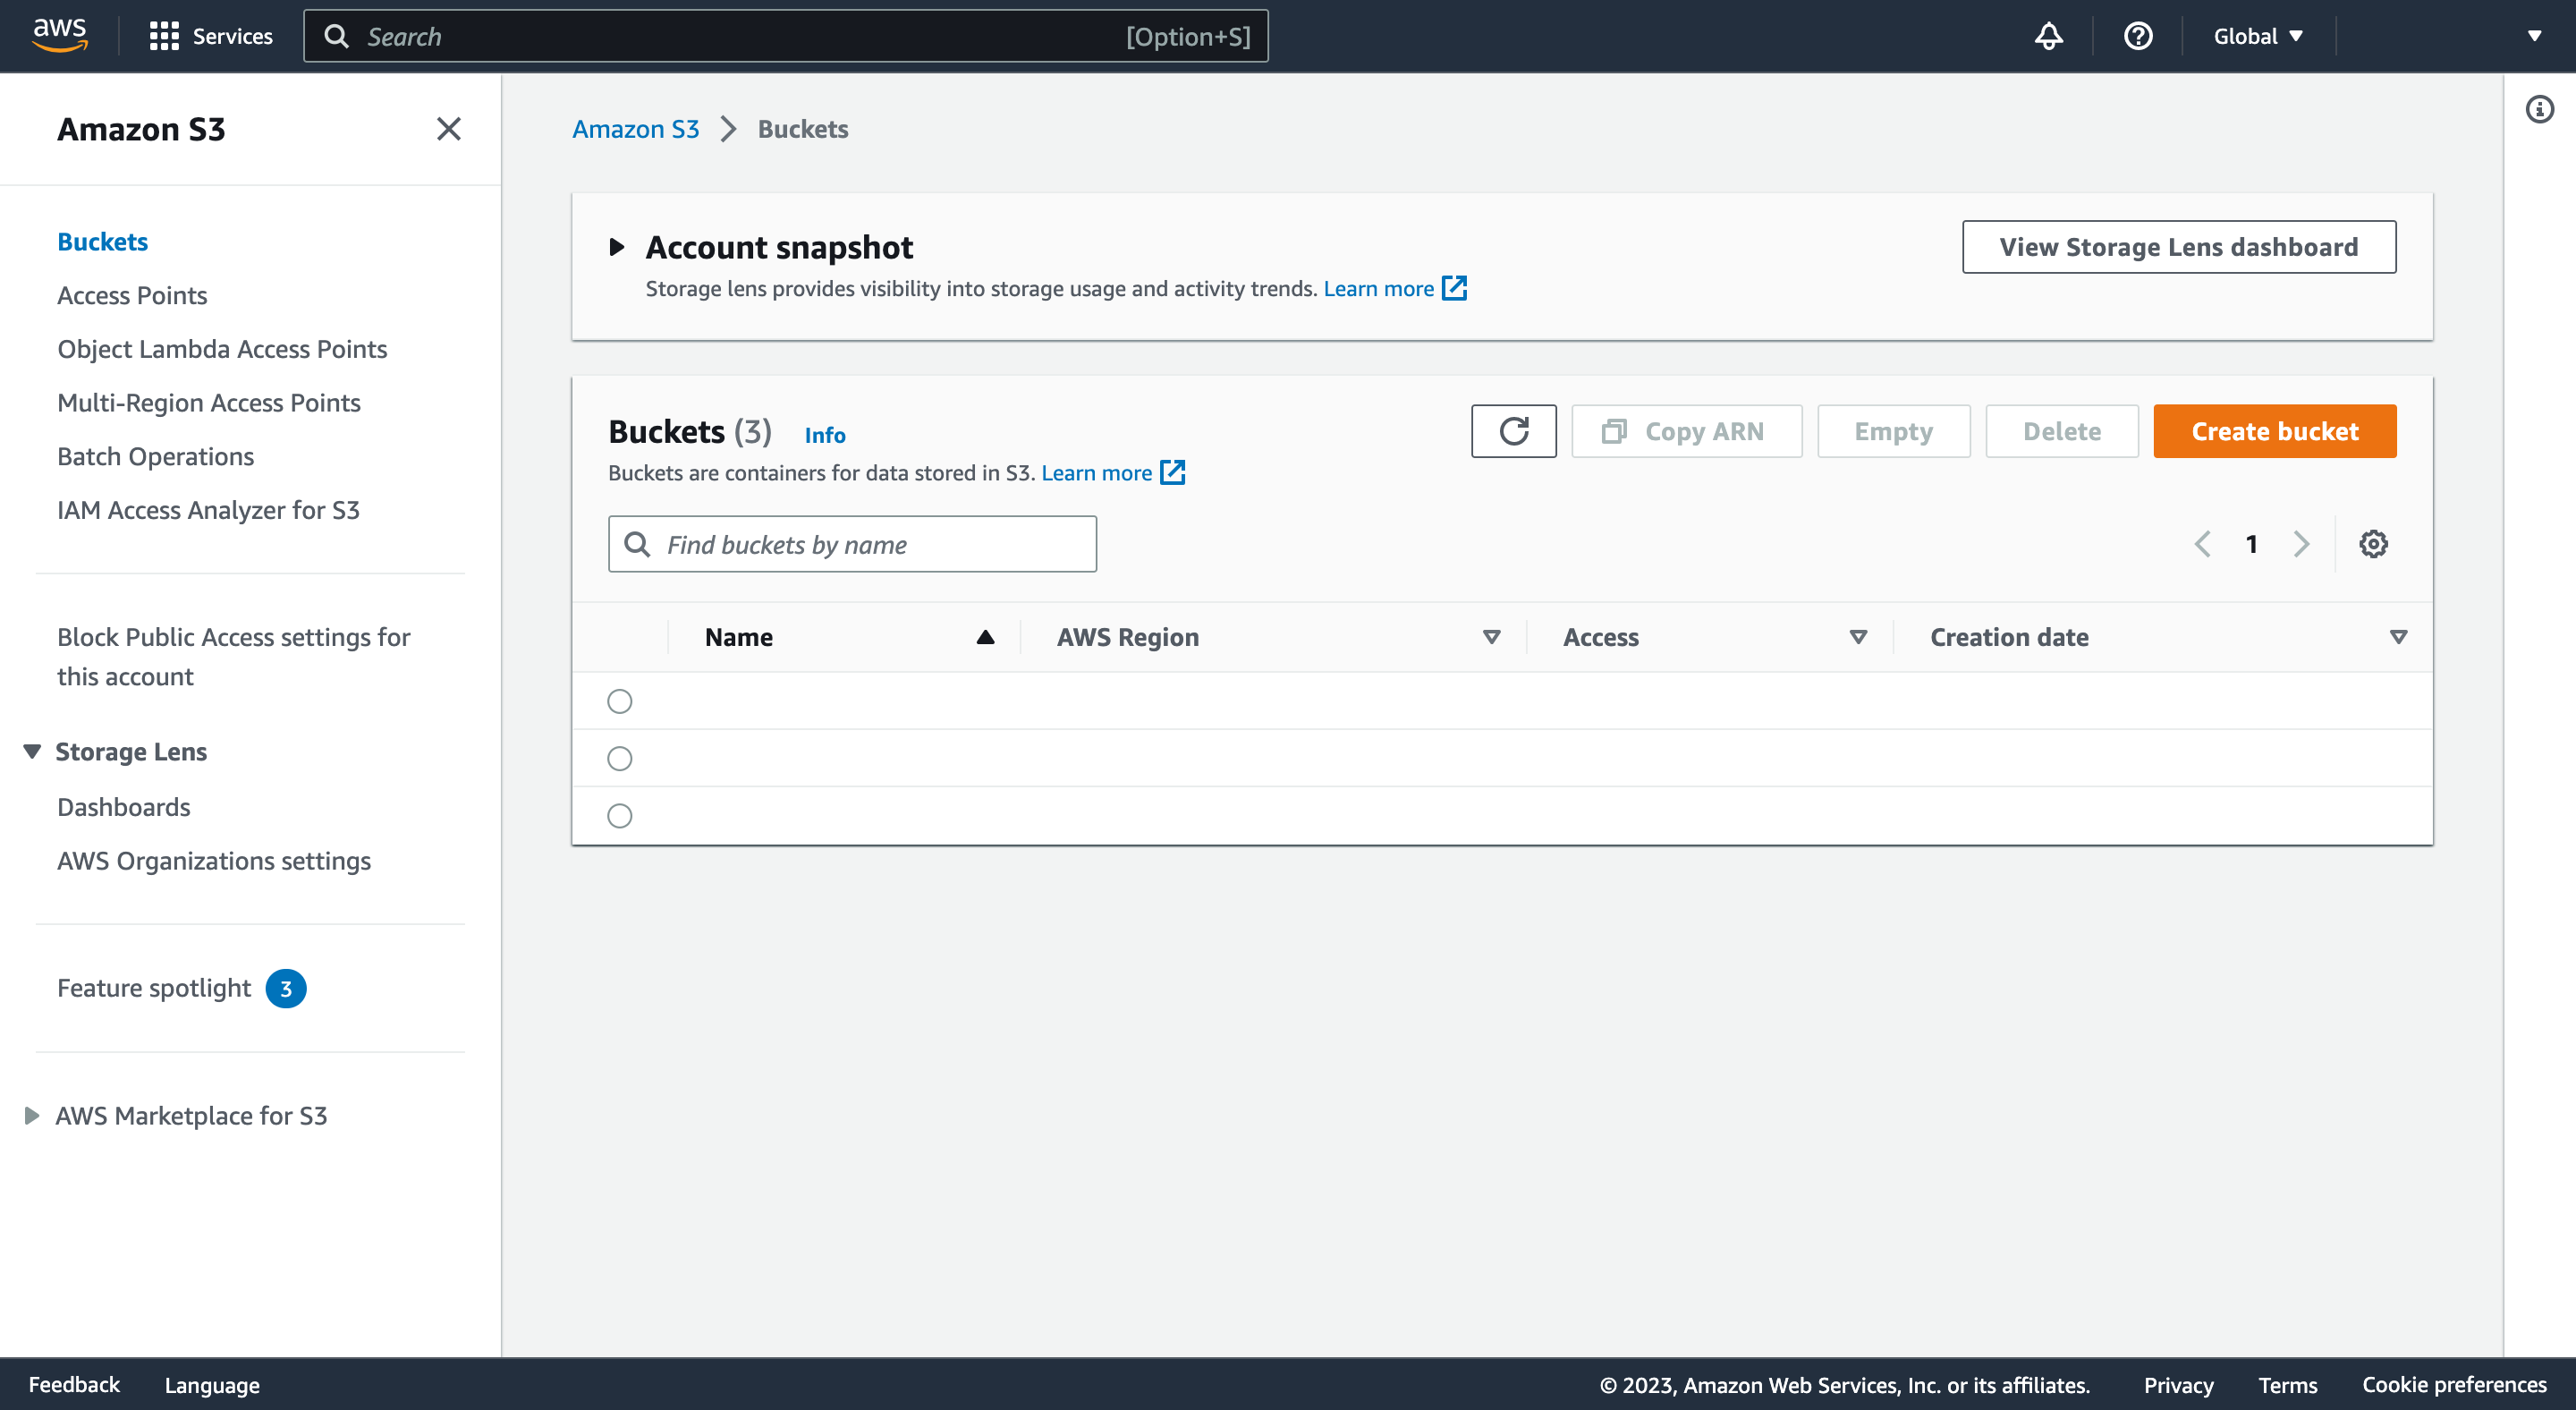 aws
Services
Search
[Option+S]
Global
Amazon S3
Buckets
Access Points
Object Lambda Access Points
Multi-Region Access Points
Batch Operations
IAM Access Analyzer for S3
Block Public Access settings for
this account
Storage Lens
Dashboards
AWS Organizations settings
Feature spotlight 3
AWS Marketplace for S3
Amazon S3 Buckets
Account snapshot
Storage lens provides visibility into storage usage and activity trends. Learn more
View Storage Lens dashboard
Buckets (3) Info
Buckets are containers for data stored in S3. Learn more
Copy ARN
Empty
Delete
Create bucket
Find buckets by name
1
Name AWS Region Access Creation date
Feedback Language © 2023, Amazon Web Services, Inc. or its affiliates. Privacy Terms Cookie preferences